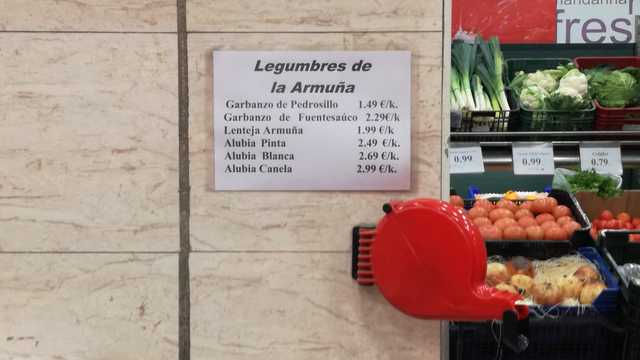 Legumbres de
la Armuña
Garbanzo de Pedrosillo 1.49 €/k.
Garbanzo de Fuentesaúco 2.29€/k
Lenteja Armuña 1.99 €/k
Alubia Pinta 2.49 €/k.
Alubia Blanca 2.69 €/k.
Alubia Canela 2.99 €/k.
mandarina
fres
0,99
0,99
0,79